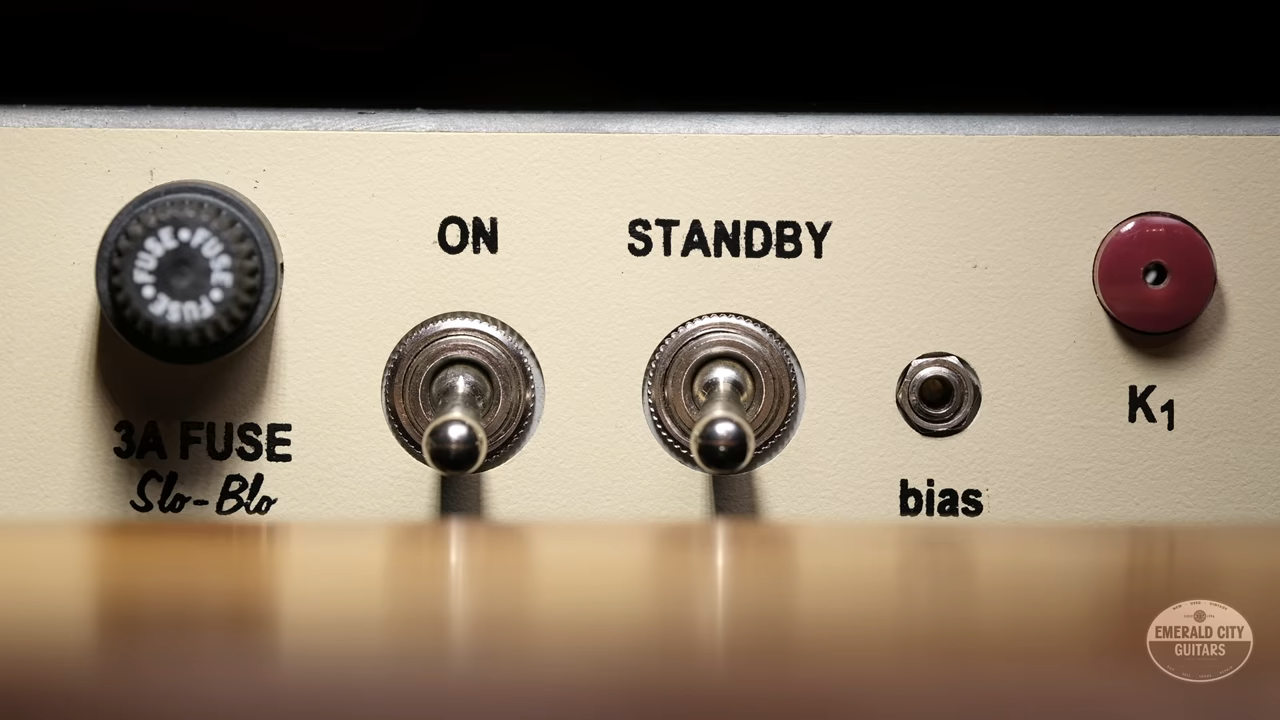 FUSE•FUSE•FUSE•
ON
STANDBY
3A FUSE
Slo-Blo
bias
K1
EMERALD CITY
GUITARS